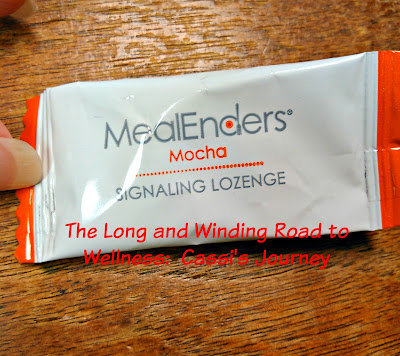 MealEnders®
Mocha
SIGNALING LOZENGE
The Long and Winding Road to
Wellness: Cassi's Journey